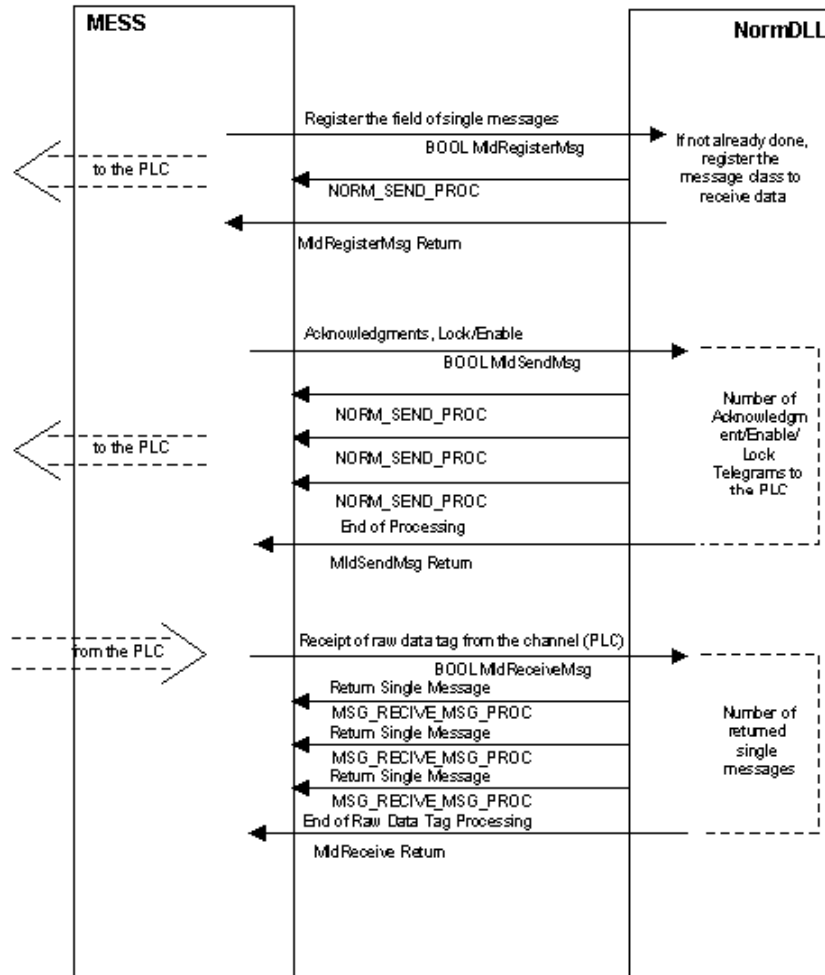 MESS
NormDLL
Register the field of single messages
BOOL MldRegisterMsg
If not already done,
register the
message class to
receive data
to the PLC
NORM_SEND_PROC
MldRegisterMsg Return
Acknowledgments, Lock/Enable
BOOL MldSendMsg
NORM_SEND_PROC
NORM_SEND_PROC
NORM_SEND_PROC
to the PLC
Number of
Acknowledgm
ent/Enable/
Lock
Telegrams to
the PLC
End of Processing
MldSendMsg Return
from the PLC
Receipt of raw data tag from the channel (PLC)
BOOL MldReceiveMsg
Return Single Message
MSG_RECIVE_MSG_PROC
Return Single Message
MSG_RECIVE_MSG_PROC
Return Single Message
MSG_RECIVE_MSG_PROC
Number of
returned
single
messages
End of Raw Data Tag Processing
MldReceive Return